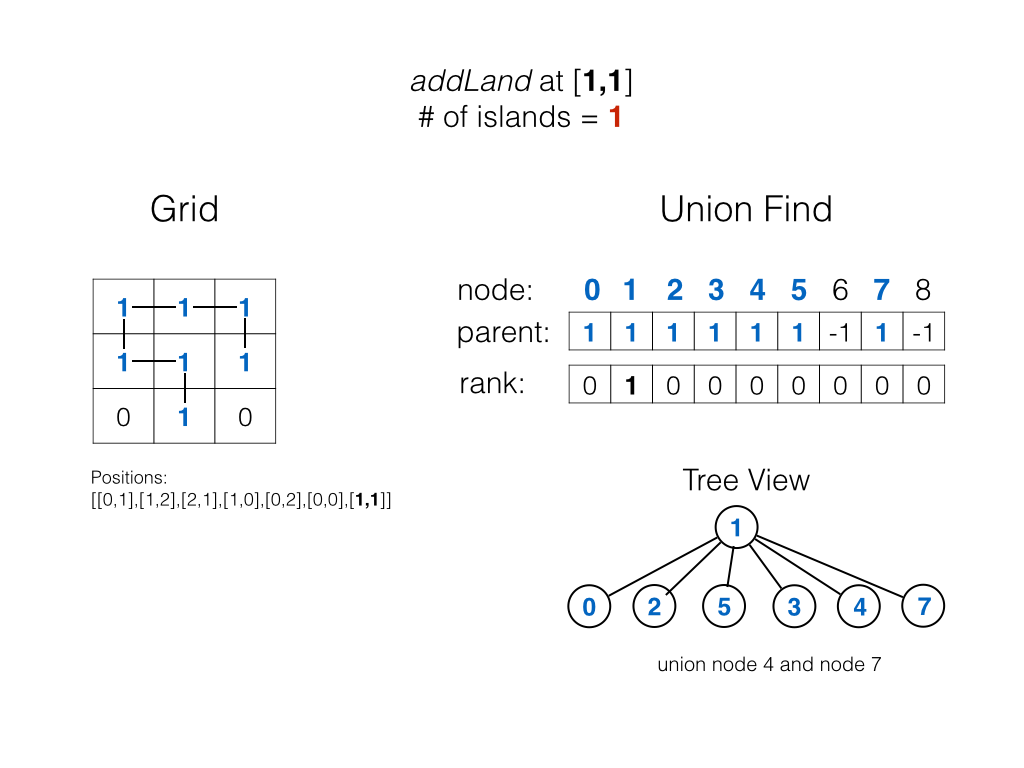 addLand at [1,1]
# of islands = 1
Grid
Union Find
1 1 1
1 1 1
0 1 0
Positions:
[[0,1],[1,2],[2,1],[1,0],[0,2],[0,0],[1,1]]
node: 0 1 2 3 4 5 6 7 8
parent: 1 1 1 1 1 1 -1 1 -1
rank: 0 1 0 0 0 0 0 0 0
Tree View
1
0 2 5 3 4 7
union node 4 and node 7